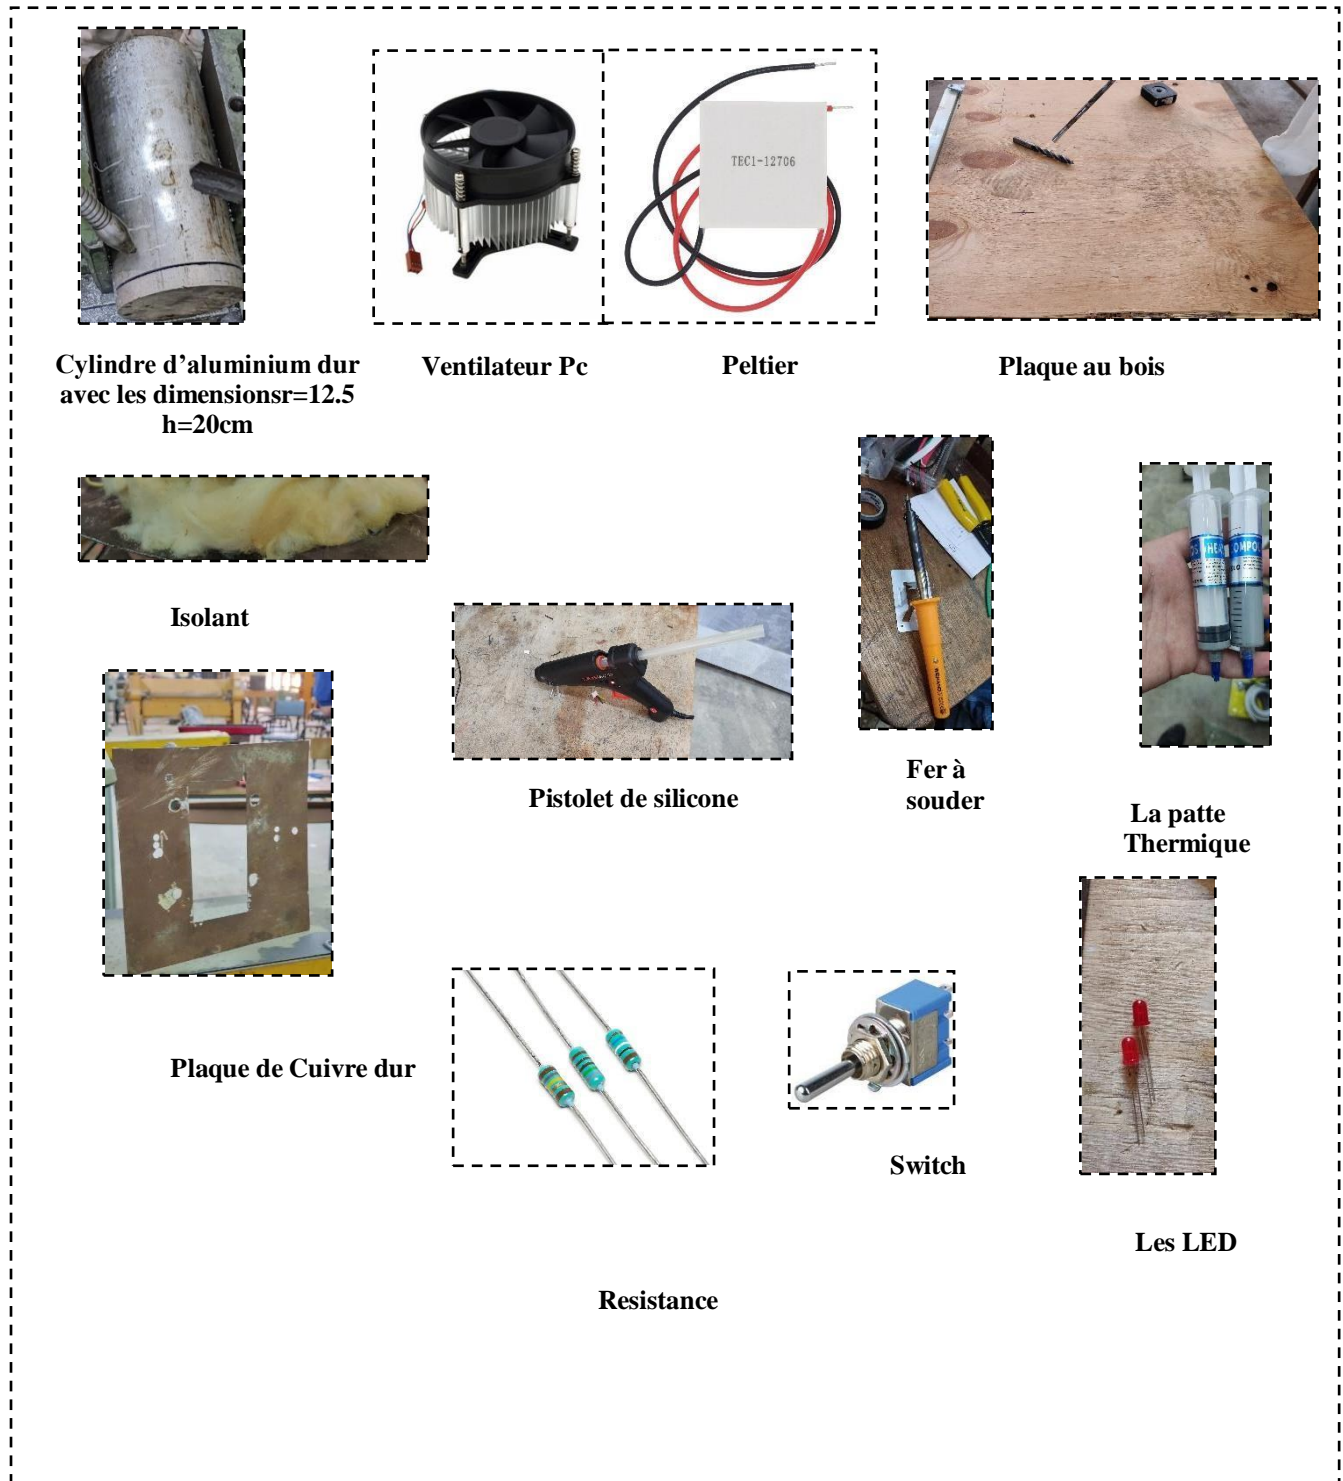 TEC1-12706
Cylindre d’aluminium dur
avec les dimensionsr=12.5
h=20cm
Ventilateur Pc
Peltier
Plaque au bois
Isolant
Pistolet de silicone
Fer à
souder
La patte
Thermique
Plaque de Cuivre dur
Resistance
Switch
Les LED